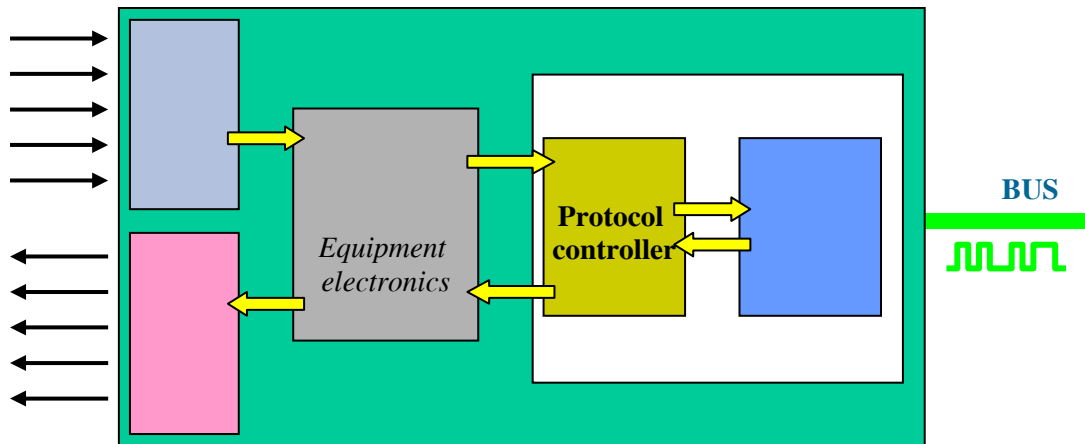 BUS
Protocol
controller
Equipment
electronics